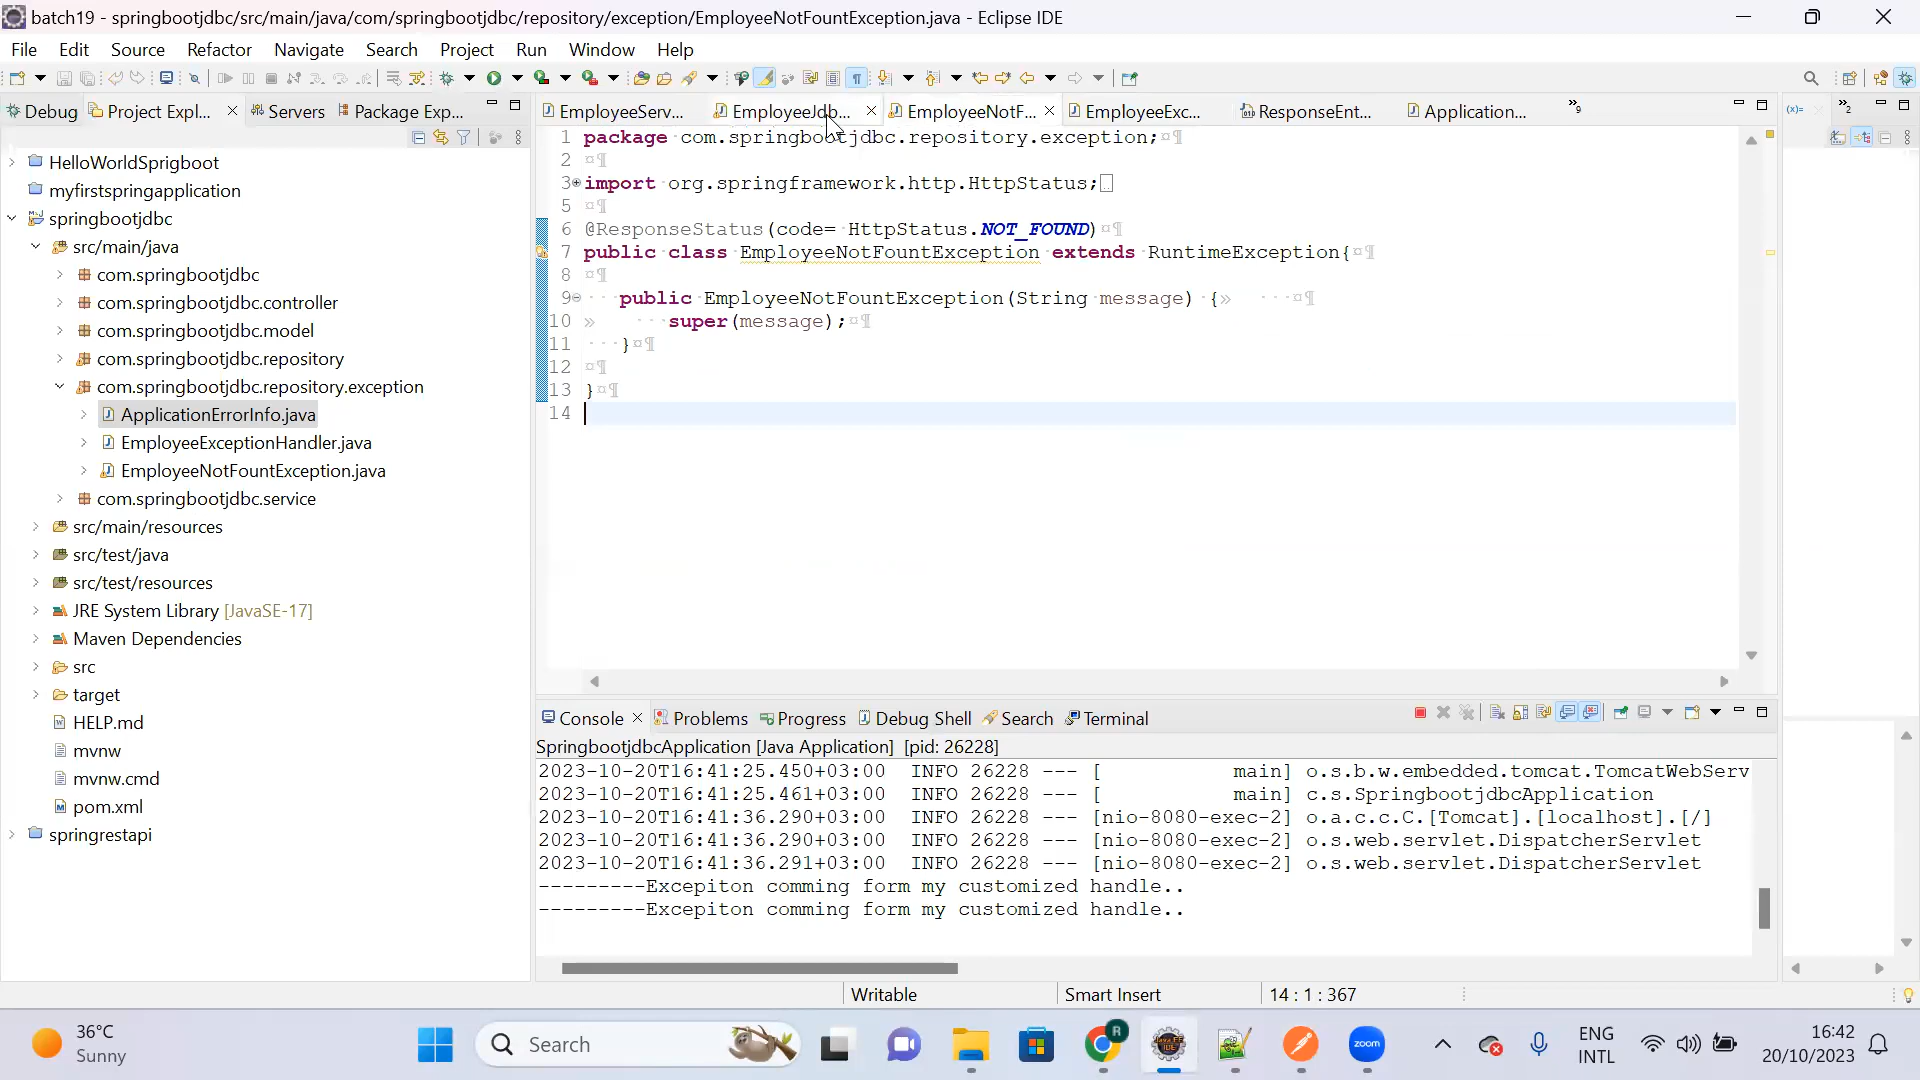 batch19 - springbootjdbc/src/main/java/com/springbootjdbc/repository/exception/EmployeeNotFountException.java - Eclipse IDE
File Edit Source Refactor Navigate Search Project Run Window Help
Debug Project Expl... Servers Package Exp...
EmployeeServ... EmployeeJdb... EmployeeNotF... EmployeeExc... ResponseEnt... Application... »9
(x)= »2
HelloWorldSprigboot
myfirstspringapplication
springbootjdbc
src/main/java
com.springbootjdbc
com.springbootjdbc.controller
com.springbootjdbc.model
com.springbootjdbc.repository
com.springbootjdbc.repository.exception
ApplicationErrorInfo.java
EmployeeExceptionHandler.java
EmployeeNotFountException.java
com.springbootjdbc.service
src/main/resources
src/test/java
src/test/resources
JRE System Library [JavaSE-17]
Maven Dependencies
src
target
HELP.md
mvnw
mvnw.cmd
pom.xml
springrestapi
1 package com.springbootjdbc.repository.exception;
2
3 import org.springframework.http.HttpStatus;
5
6 @ResponseStatus(code= HttpStatus.NOT_FOUND)
7 public class EmployeeNotFountException extends RuntimeException{
8
9 public EmployeeNotFountException(String message) {
10 super(message);
11 }
12
13 }
14
Console Problems Progress Debug Shell Search Terminal
SpringbootjdbcApplication [Java Application] [pid: 26228]
2023-10-20T16:41:25.450+03:00 INFO 26228 --- [ main] o.s.b.w.embedded.tomcat.TomcatWebServ
2023-10-20T16:41:25.461+03:00 INFO 26228 --- [ main] c.s.SpringbootjdbcApplication
2023-10-20T16:41:36.290+03:00 INFO 26228 --- [nio-8080-exec-2] o.a.c.c.C.[Tomcat].[localhost].[/]
2023-10-20T16:41:36.290+03:00 INFO 26228 --- [nio-8080-exec-2] o.s.web.servlet.DispatcherServlet
2023-10-20T16:41:36.291+03:00 INFO 26228 --- [nio-8080-exec-2] o.s.web.servlet.DispatcherServlet
---------Excepiton comming form my customized handle..
---------Excepiton comming form my customized handle..
Writable Smart Insert 14 : 1 : 367
36°C
Sunny
Search
R
zoom
ENG
INTL
16:42
20/10/2023